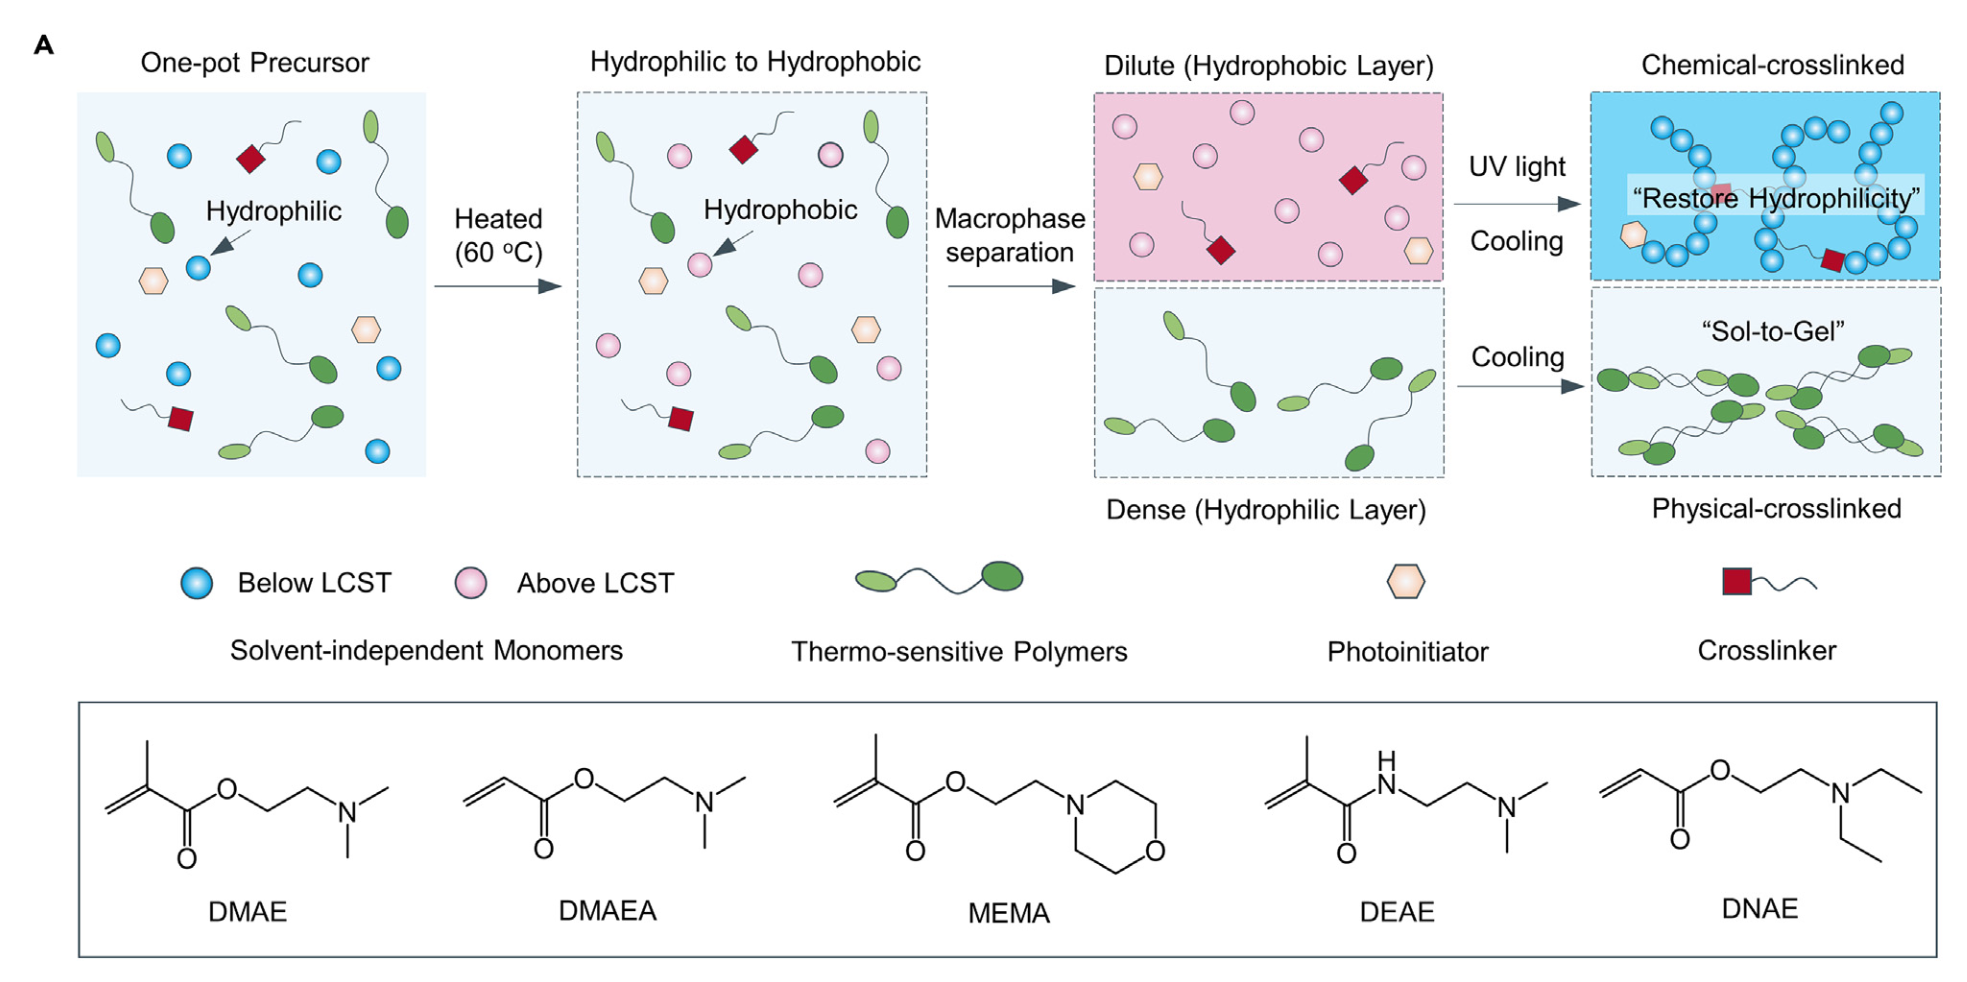 A
One-pot Precursor
Hydrophilic to Hydrophobic
Dilute (Hydrophobic Layer)
Chemical-crosslinked
Hydrophilic
Heated
(60 °C)
Hydrophobic
Macrophase
separation
UV light
Cooling
“Restore Hydrophilicity”
Cooling
“Sol-to-Gel”
Dense (Hydrophilic Layer)
Physical-crosslinked
Below LCST
Above LCST
Solvent-independent Monomers
Thermo-sensitive Polymers
Photoinitiator
Crosslinker
O
O
N
DMAE
O
O
N
DMAEA
O
O
N
O
MEMA
H
N
O
N
DEAE
O
O
N
DNAE